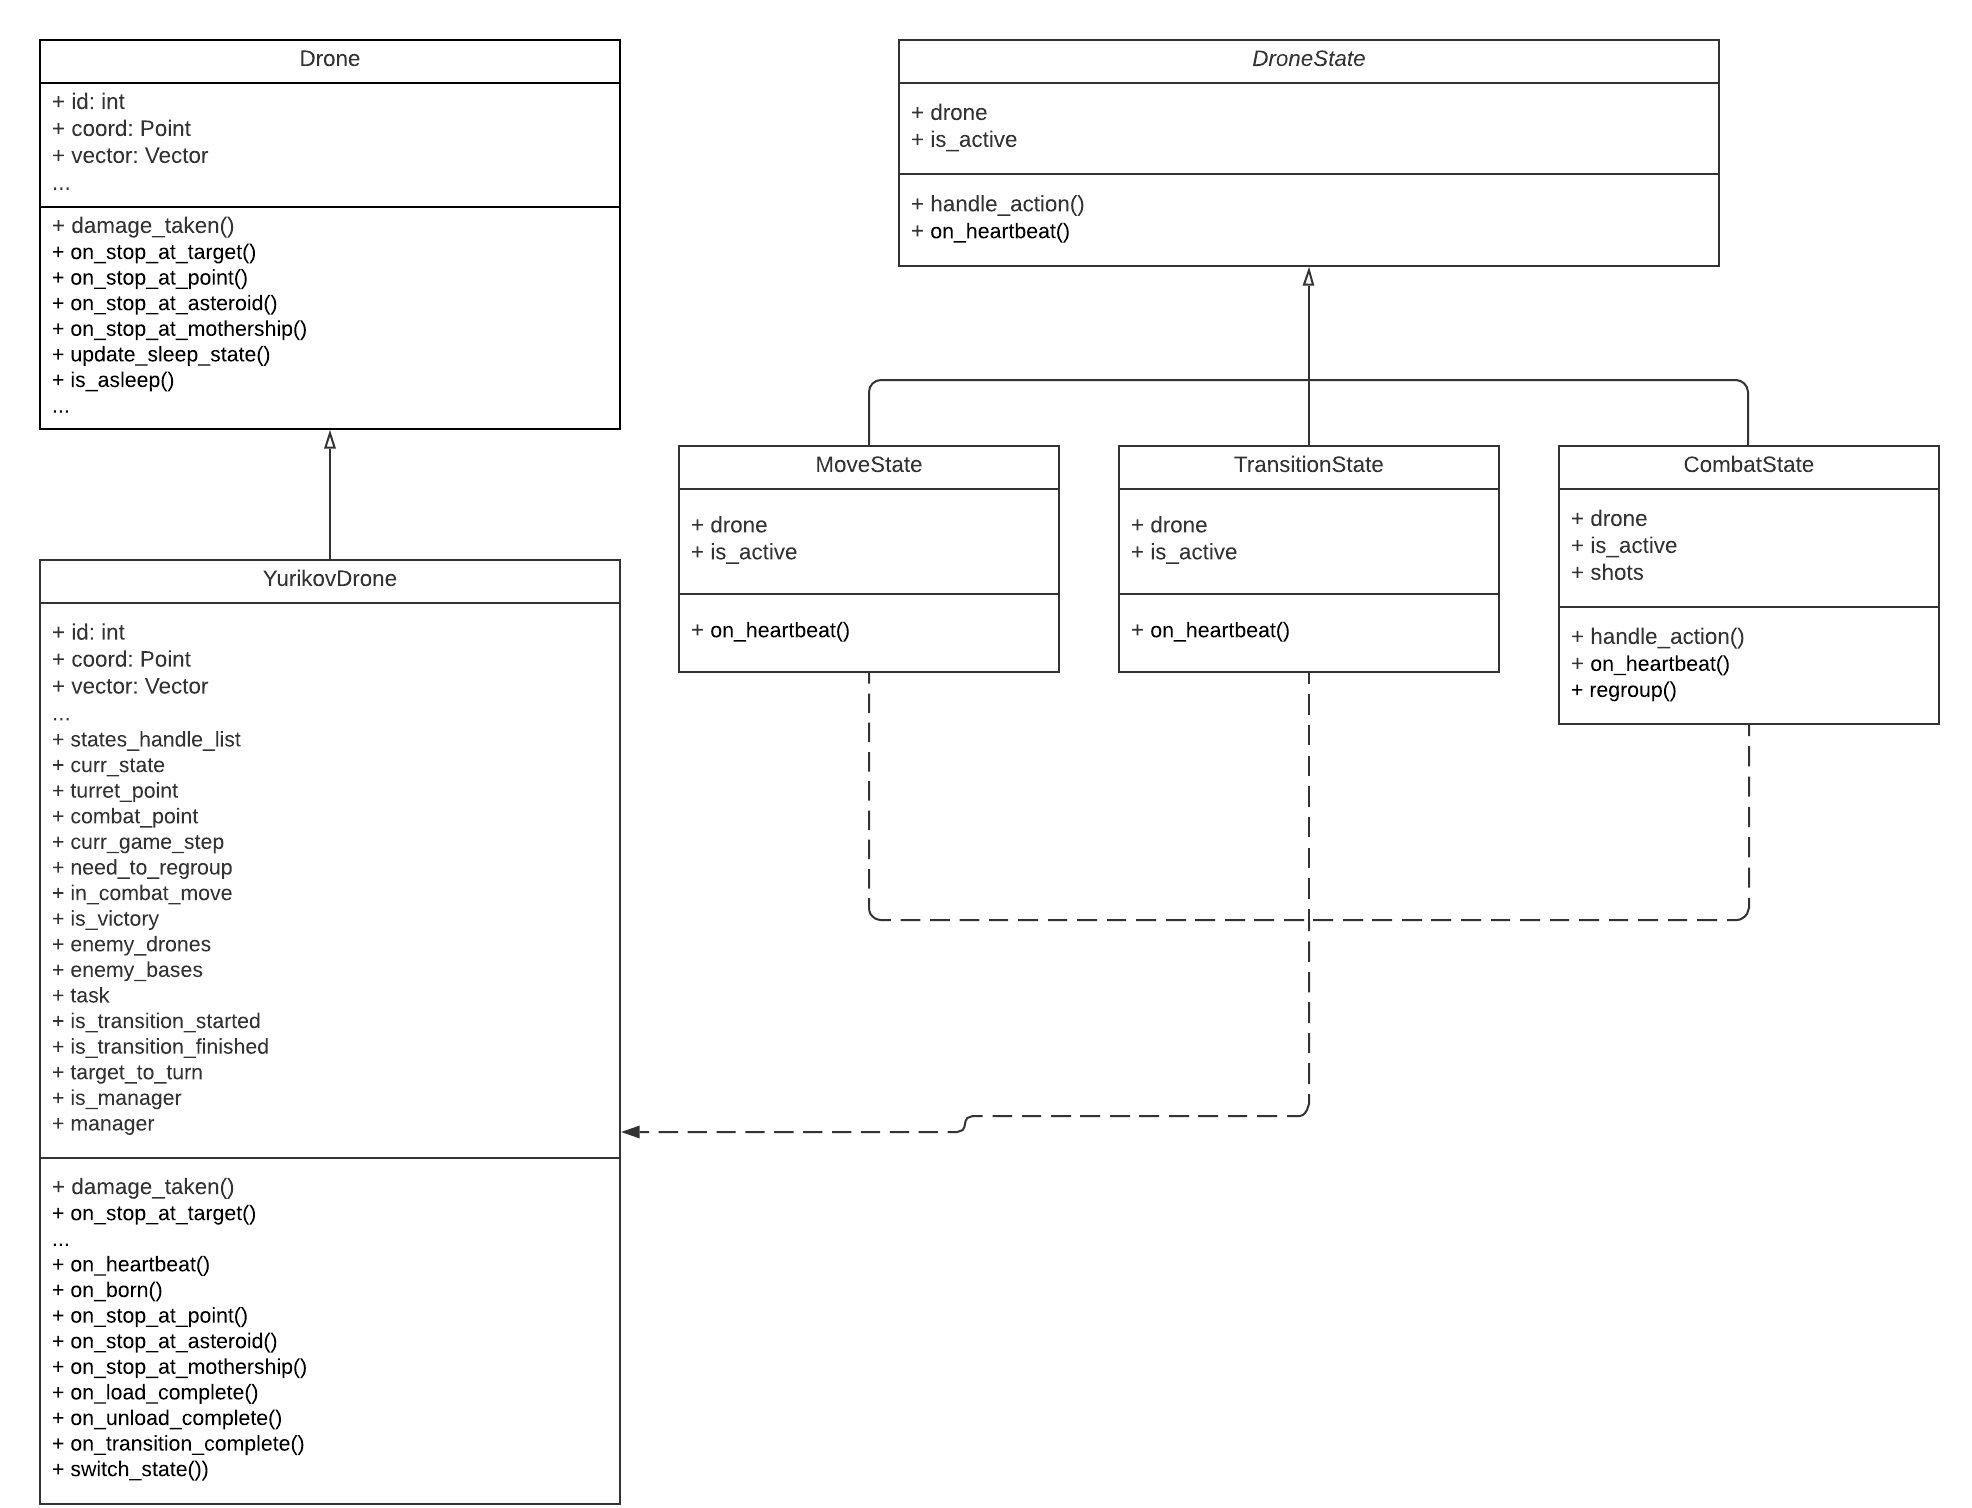 Drone
+ id: int
+ coord: Point
+ vector: Vector
...
+ damage_taken()
+ on_stop_at_target()
+ on_stop_at_point()
+ on_stop_at_asteroid()
+ on_stop_at_mothership()
+ update_sleep_state()
+ is_asleep()
...
DroneState
+ drone
+ is_active
+ handle_action()
+ on_heartbeat()
MoveState
+ drone
+ is_active
+ on_heartbeat()
TransitionState
+ drone
+ is_active
+ on_heartbeat()
CombatState
+ drone
+ is_active
+ shots
+ handle_action()
+ on_heartbeat()
+ regroup()
YurikovDrone
+ id: int
+ coord: Point
+ vector: Vector
...
+ states_handle_list
+ curr_state
+ turret_point
+ combat_point
+ curr_game_step
+ need_to_regroup
+ in_combat_move
+ is_victory
+ enemy_drones
+ enemy_bases
+ task
+ is_transition_started
+ is_transition_finished
+ target_to_turn
+ is_manager
+ manager
+ damage_taken()
+ on_stop_at_target()
...
+ on_heartbeat()
+ on_born()
+ on_stop_at_point()
+ on_stop_at_asteroid()
+ on_stop_at_mothership()
+ on_load_complete()
+ on_unload_complete()
+ on_transition_complete()
+ switch_state())